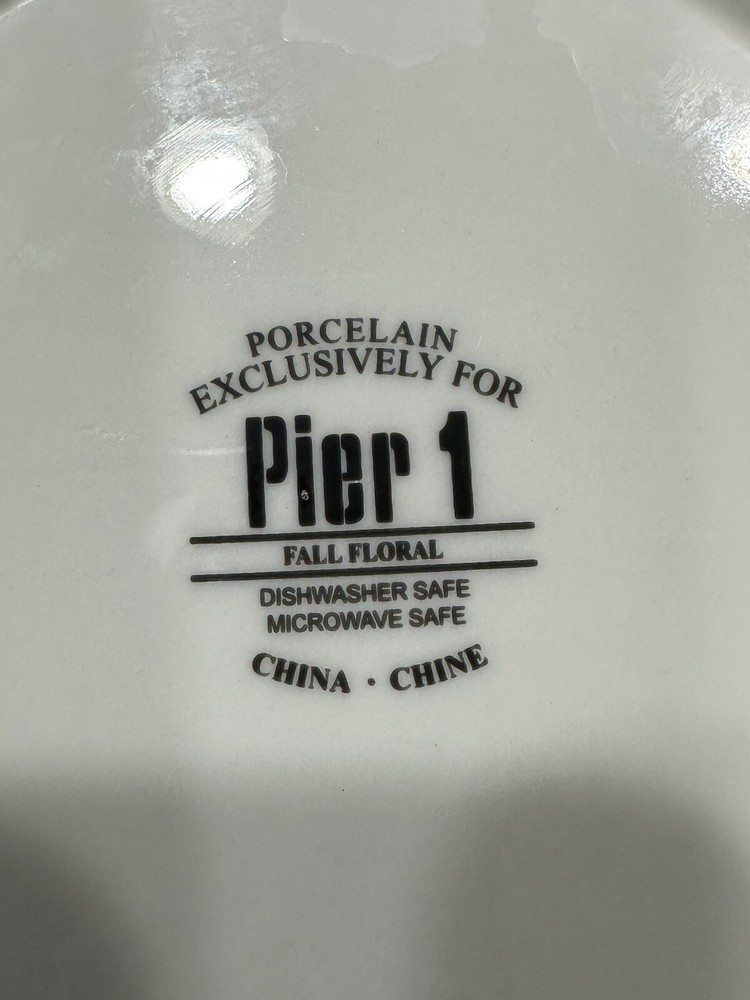 PORCELAIN
EXCLUSIVELY FOR
Pier 1
FALL FLORAL
DISHWASHER SAFE
MICROWAVE SAFE
CHINA · CHINE